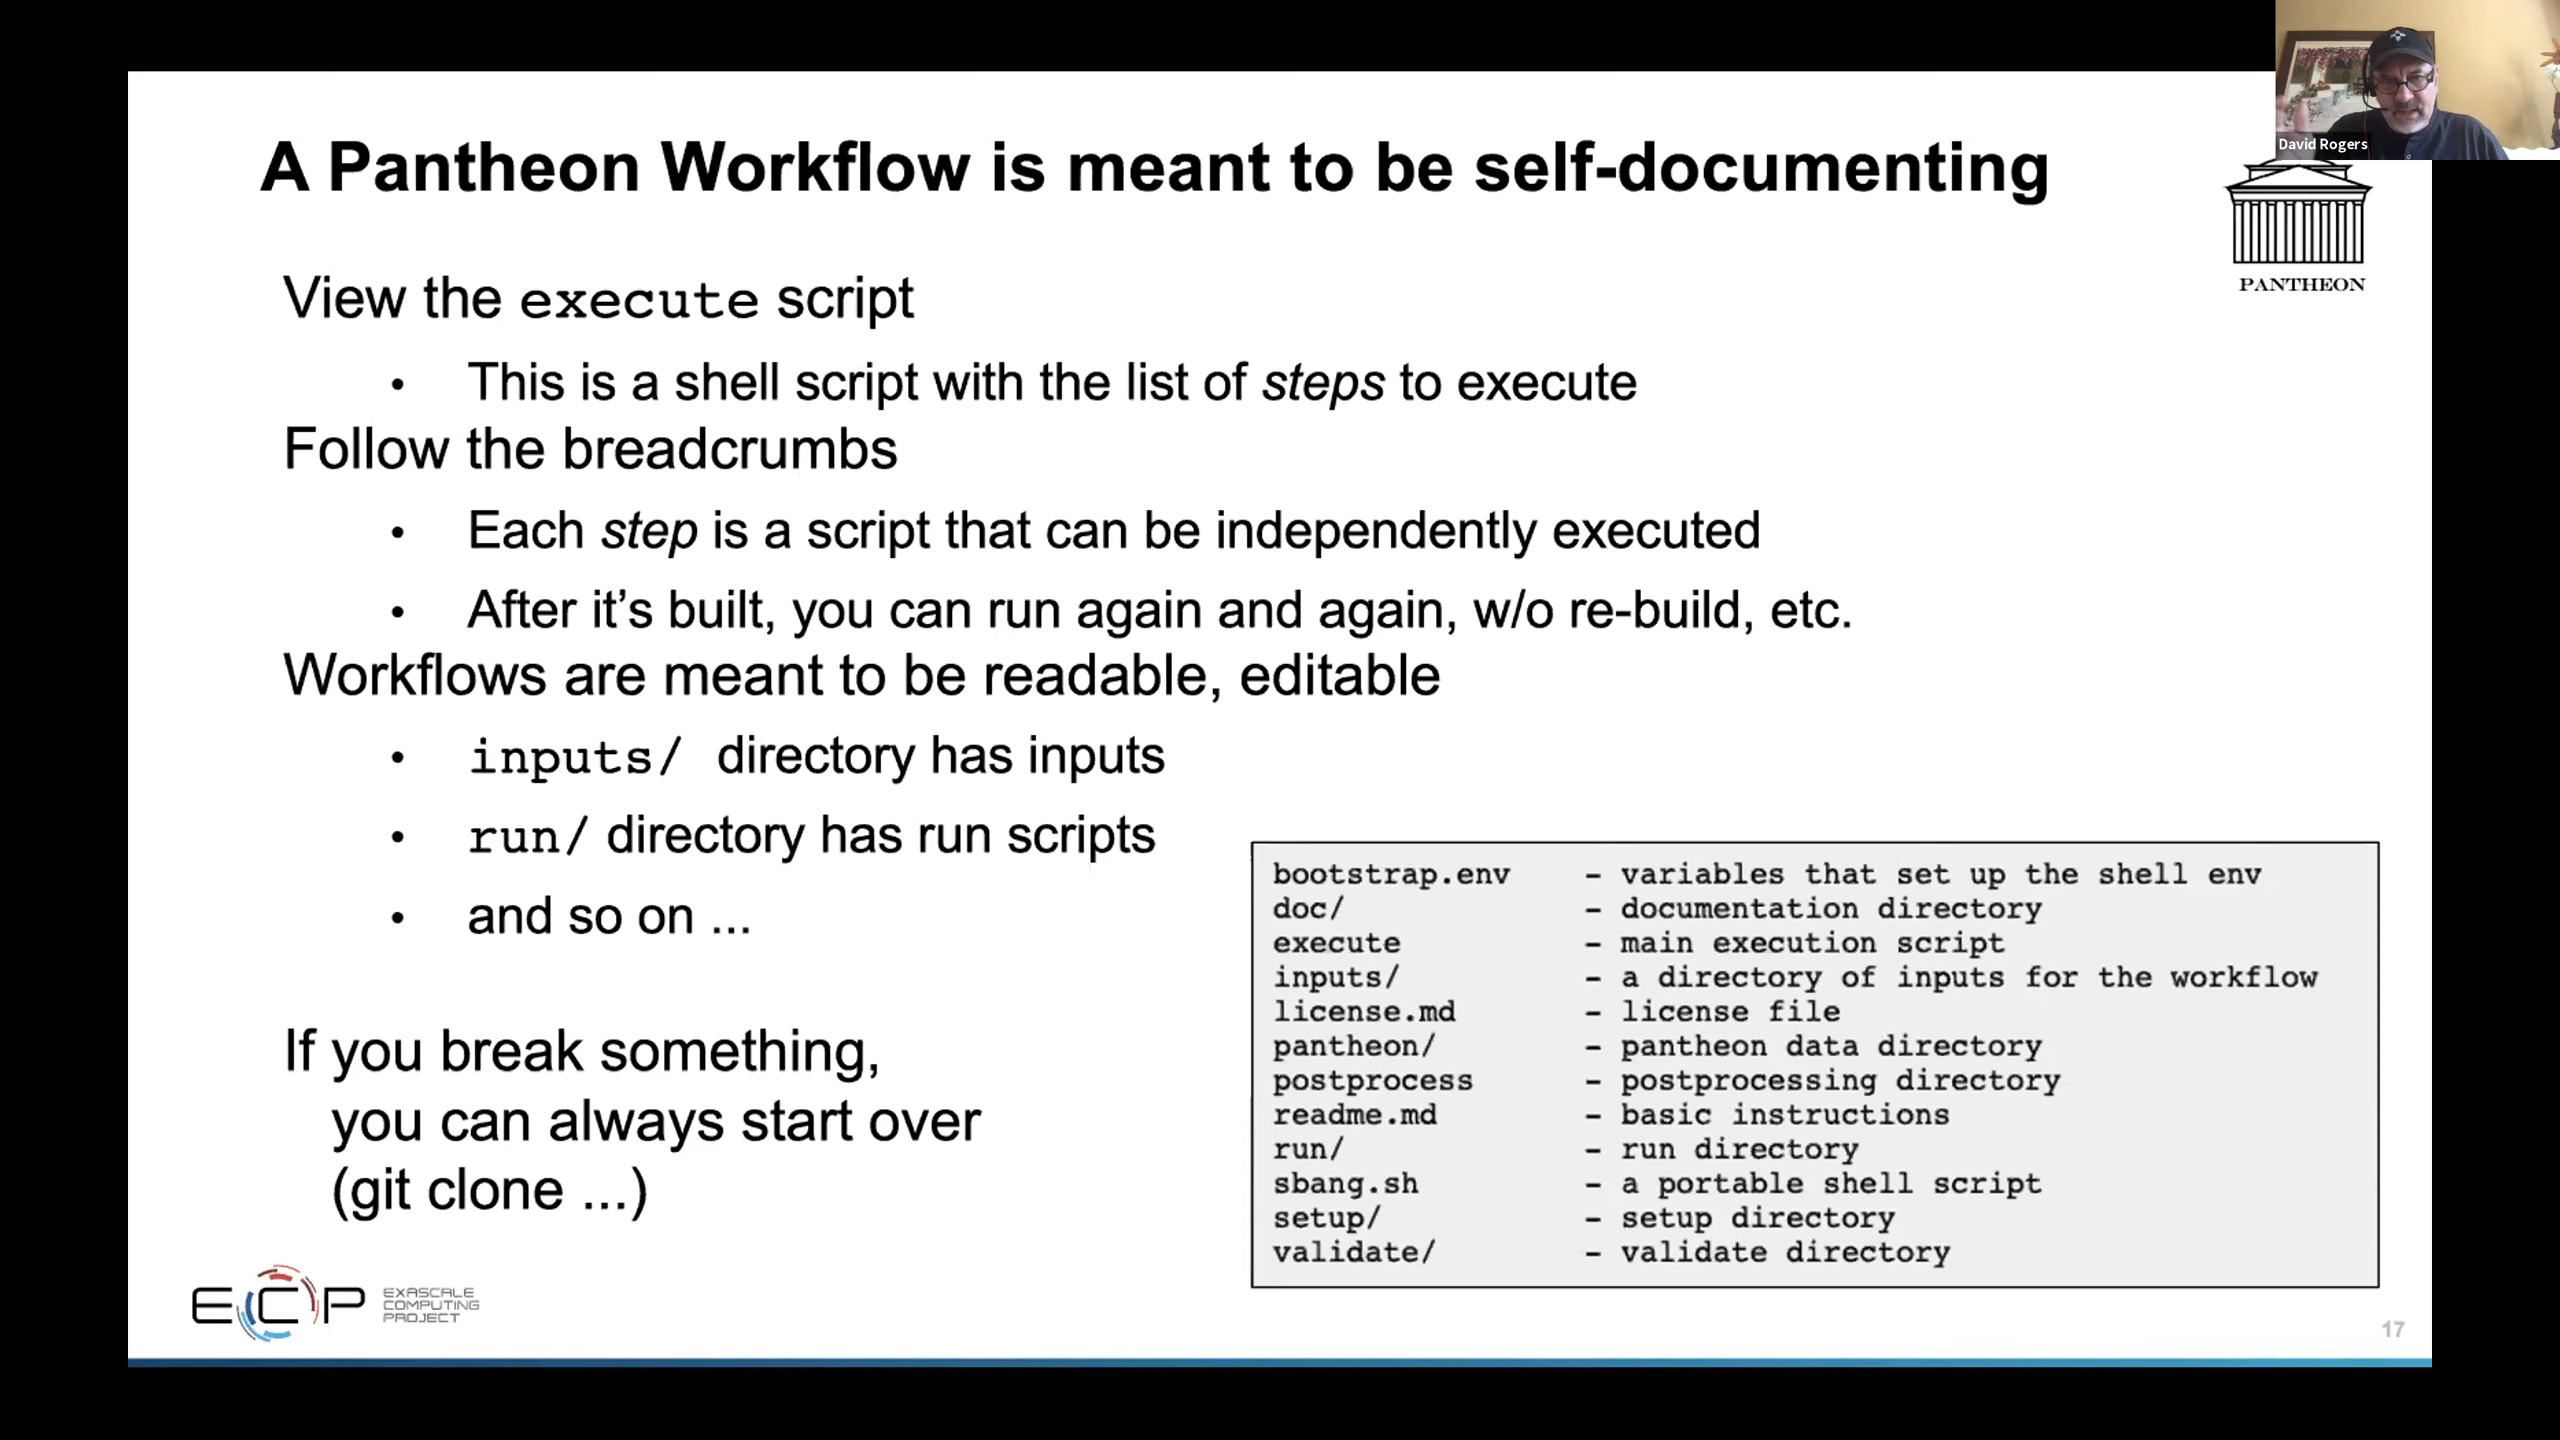 David Rogers
A Pantheon Workflow is meant to be self-documenting
PANTHEON
View the execute script
• This is a shell script with the list of steps to execute
Follow the breadcrumbs
• Each step is a script that can be independently executed
• After it’s built, you can run again and again, w/o re-build, etc.
Workflows are meant to be readable, editable
• inputs/ directory has inputs
• run/ directory has run scripts
• and so on ...
If you break something,
you can always start over
(git clone ...)
bootstrap.env – variables that set up the shell env
doc/ – documentation directory
execute – main execution script
inputs/ – a directory of inputs for the workflow
license.md – license file
pantheon/ – pantheon data directory
postprocess – postprocessing directory
readme.md – basic instructions
run/ – run directory
sbang.sh – a portable shell script
setup/ – setup directory
validate/ – validate directory
ECP
EXASCALE
COMPUTING
PROJECT
17